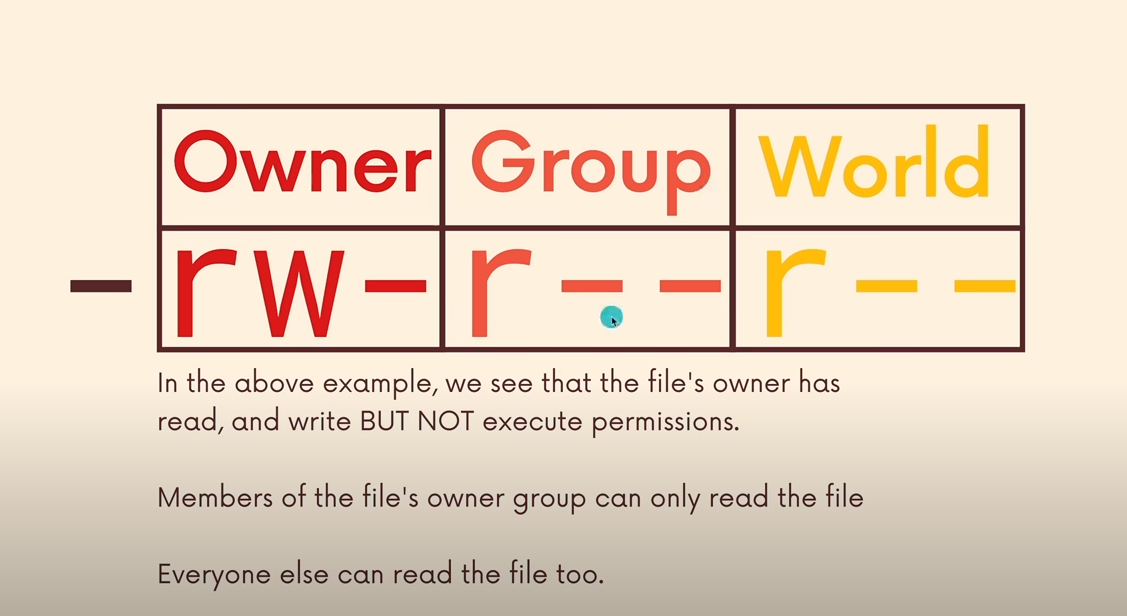 Owner Group World
-rw-r--r--
In the above example, we see that the file's owner has
read, and write BUT NOT execute permissions.
Members of the file's owner group can only read the file
Everyone else can read the file too.